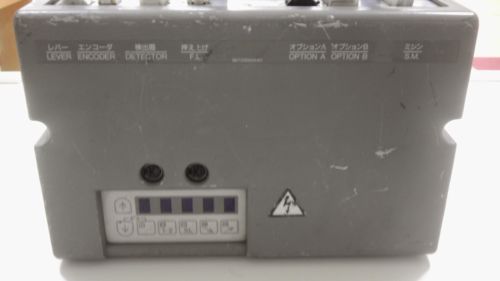 レバー エンコーダ 検出器 押え上げ オプションA オプションB ミシン
LEVER ENCODER DETECTOR F.L. OPTION A OPTION B S.M.